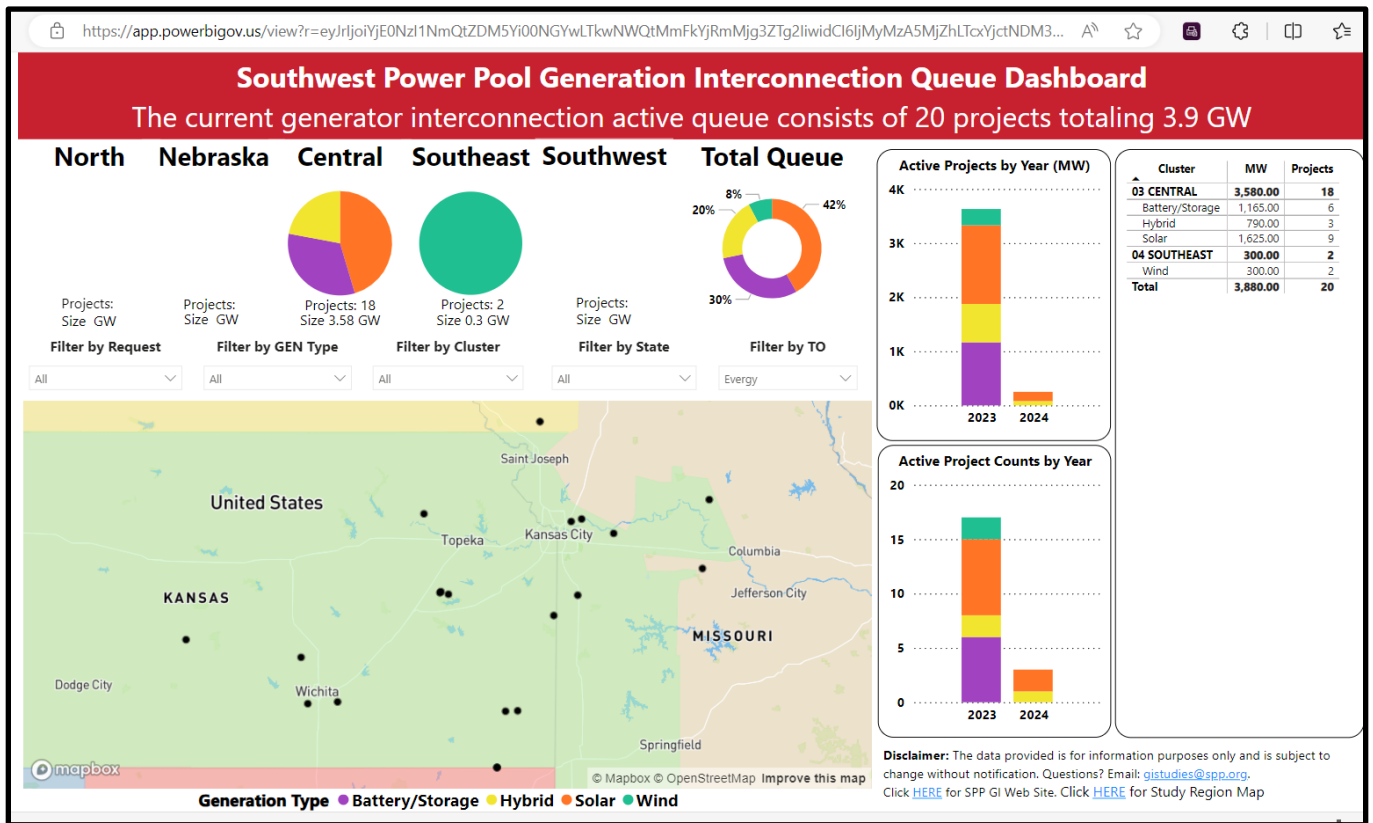 https://app.powerbigov.us/view?r=eyJrIjoiYjE0NzI1NmQtZDM5Yi00NGYwLTkwNWQtMmFkYjRmMjg3ZTg2IiwidCI6IjMyMzA5MjZhLTcxYjctNDM3...
Southwest Power Pool Generation Interconnection Queue Dashboard
The current generator interconnection active queue consists of 20 projects totaling 3.9 GW
North Nebraska Central Southeast Southwest Total Queue
8%
20%
42%
30%
Projects:
Size GW
Projects:
Size GW
Projects: 18
Size 3.58 GW
Projects: 2
Size 0.3 GW
Projects:
Size GW
Filter by Request Filter by GEN Type Filter by Cluster Filter by State Filter by TO
All All All All Evergy
Saint Joseph
United States
Topeka
Kansas City
Columbia
KANSAS
Jefferson City
MISSOURI
Dodge City
Wichita
Springfield
mapbox
© Mapbox © OpenStreetMap Improve this map
Generation Type Battery/Storage Hybrid Solar Wind
Active Projects by Year (MW)
4K
3K
2K
1K
0K
2023 2024
Active Project Counts by Year
20
15
10
5
0
2023 2024
Cluster MW Projects
03 CENTRAL 3,580.00 18
Battery/Storage 1,165.00 6
Hybrid 790.00 3
Solar 1,625.00 9
04 SOUTHEAST 300.00 2
Wind 300.00 2
Total 3,880.00 20
Disclaimer: The data provided is for information purposes only and is subject to
change without notification. Questions? Email: gistudies@spp.org.
Click HERE for SPP GI Web Site. Click HERE for Study Region Map